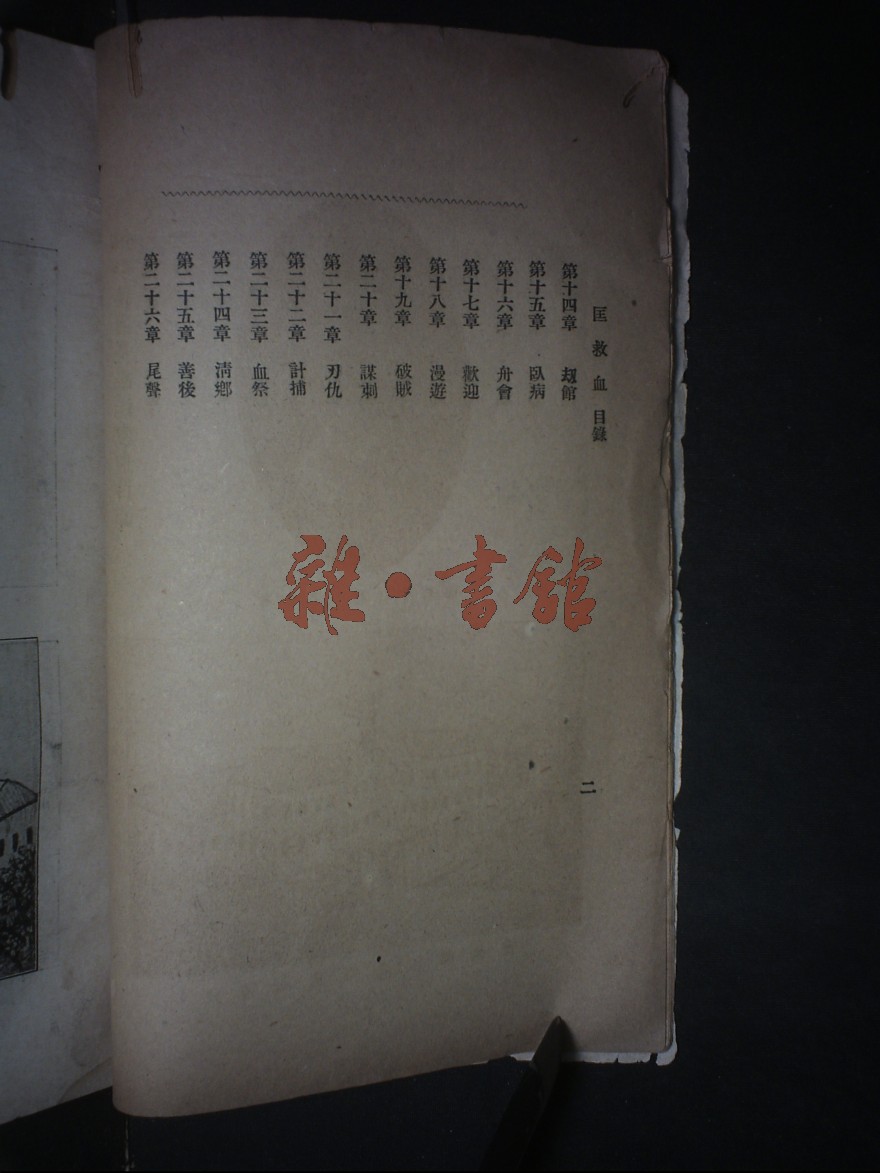 匡救血目錄
第十四章 刼館
第十五章 臥病
第十六章 舟會
第十七章 歡迎
第十八章 漫遊
第十九章 破賊
第二十章 謀刺
第二十一章 刃仇
第二十二章 計捕
第二十三章 血祭
第二十四章 淸鄉
第二十五章 善後
第二十六章 尾聲
二
雜·書館